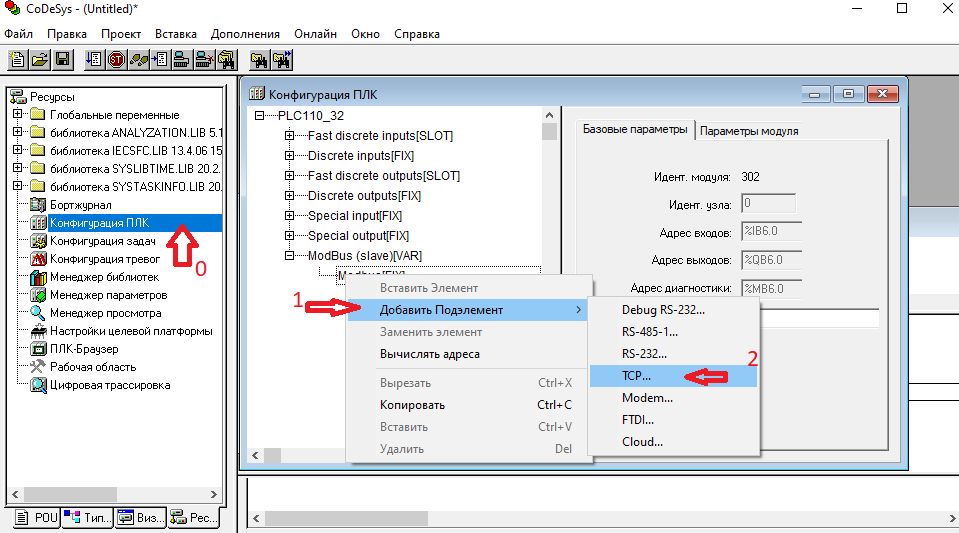 CoDeSys - (Untitled)*
Файл Правка Проект Вставка Дополнения Онлайн Окно Справка
Ресурсы
Глобальные переменные
библиотека ANALYZATION.LIB 5.1
библиотека IECSFC.LIB 13.4.06 15
библиотека SYSLIBTIME.LIB 20.2.
библиотека SYSTASKINFO.LIB 20.
Бортжурнал
Конфигурация ПЛК
Конфигурация задач
Конфигурация тревог
Менеджер библиотек
Менеджер параметров
Менеджер просмотра
Настройки целевой платформы
ПЛК-Браузер
Рабочая область
Цифровая трассировка
0
POU Тип... Виз... Рес...
Конфигурация ПЛК
PLC110_32
Fast discrete inputs[SLOT]
Discrete inputs[FIX]
Fast discrete outputs[SLOT]
Discrete outputs[FIX]
Special input[FIX]
Special output[FIX]
ModBus (slave)[VAR]
Modbus[FIX]
Базовые параметры Параметры модуля
Идент. модуля: 302
Идент. узла: 0
Адрес входов: %IB6.0
Адрес выходов: %QB6.0
Адрес диагностики: %MB6.0
1
Вставить Элемент
Добавить Подэлемент
Заменить элемент
Вычислять адреса
Вырезать Ctrl+X
Копировать Ctrl+C
Вставить Ctrl+V
Удалить Del
Debug RS-232...
RS-485-1...
RS-232...
TCP...
Modem...
FTDI...
Cloud...
2